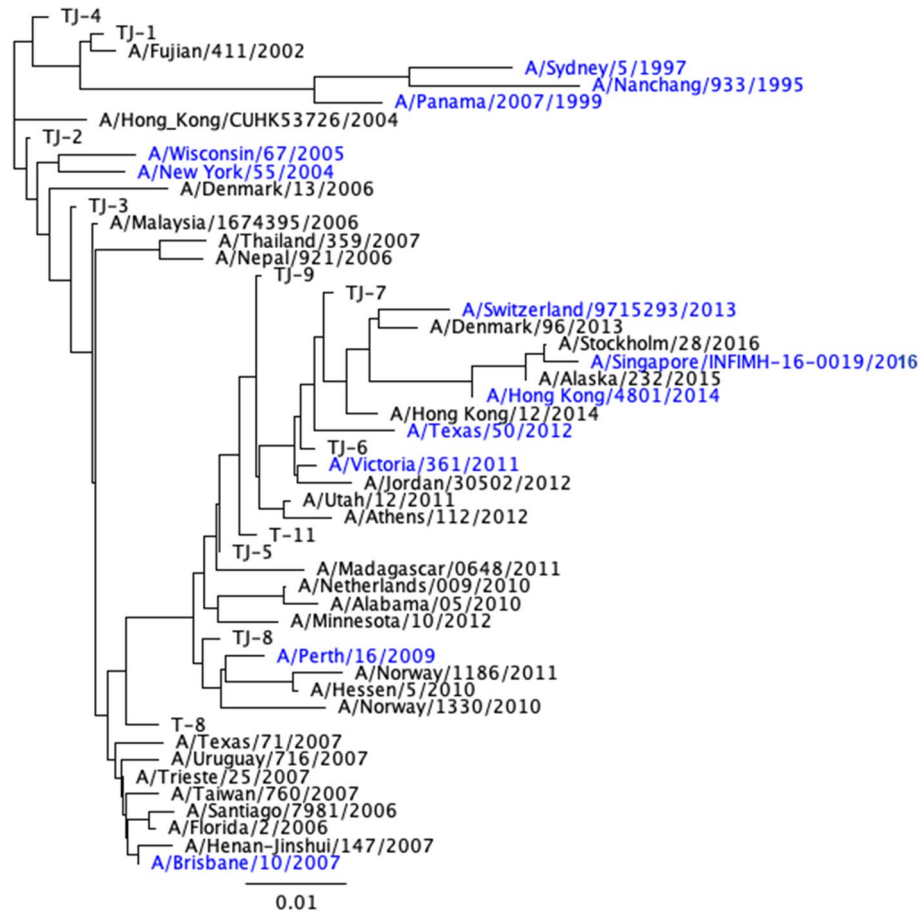 TJ-4
TJ-1
A/Fujian/411/2002
A/Sydney/5/1997
A/Nanchang/933/1995
A/Panama/2007/1999
A/Hong_Kong/CUHK53726/2004
TJ-2
A/Wisconsin/67/2005
A/New York/55/2004
A/Denmark/13/2006
TJ-3
A/Malaysia/1674395/2006
A/Thailand/359/2007
A/Nepal/921/2006
TJ-9
TJ-7
A/Switzerland/9715293/2013
A/Denmark/96/2013
A/Stockholm/28/2016
A/Singapore/INFIMH-16-0019/2016
A/Alaska/232/2015
A/Hong Kong/4801/2014
A/Hong Kong/12/2014
A/Texas/50/2012
TJ-6
A/Victoria/361/2011
A/Jordan/30502/2012
A/Utah/12/2011
A/Athens/112/2012
T-11
TJ-5
A/Madagascar/0648/2011
A/Netherlands/009/2010
A/Alabama/05/2010
A/Minnesota/10/2012
TJ-8
A/Perth/16/2009
A/Norway/1186/2011
A/Hessen/5/2010
A/Norway/1330/2010
T-8
A/Texas/71/2007
A/Uruguay/716/2007
A/Trieste/25/2007
A/Taiwan/760/2007
A/Santiago/7981/2006
A/Florida/2/2006
A/Henan-Jinshui/147/2007
A/Brisbane/10/2007
0.01